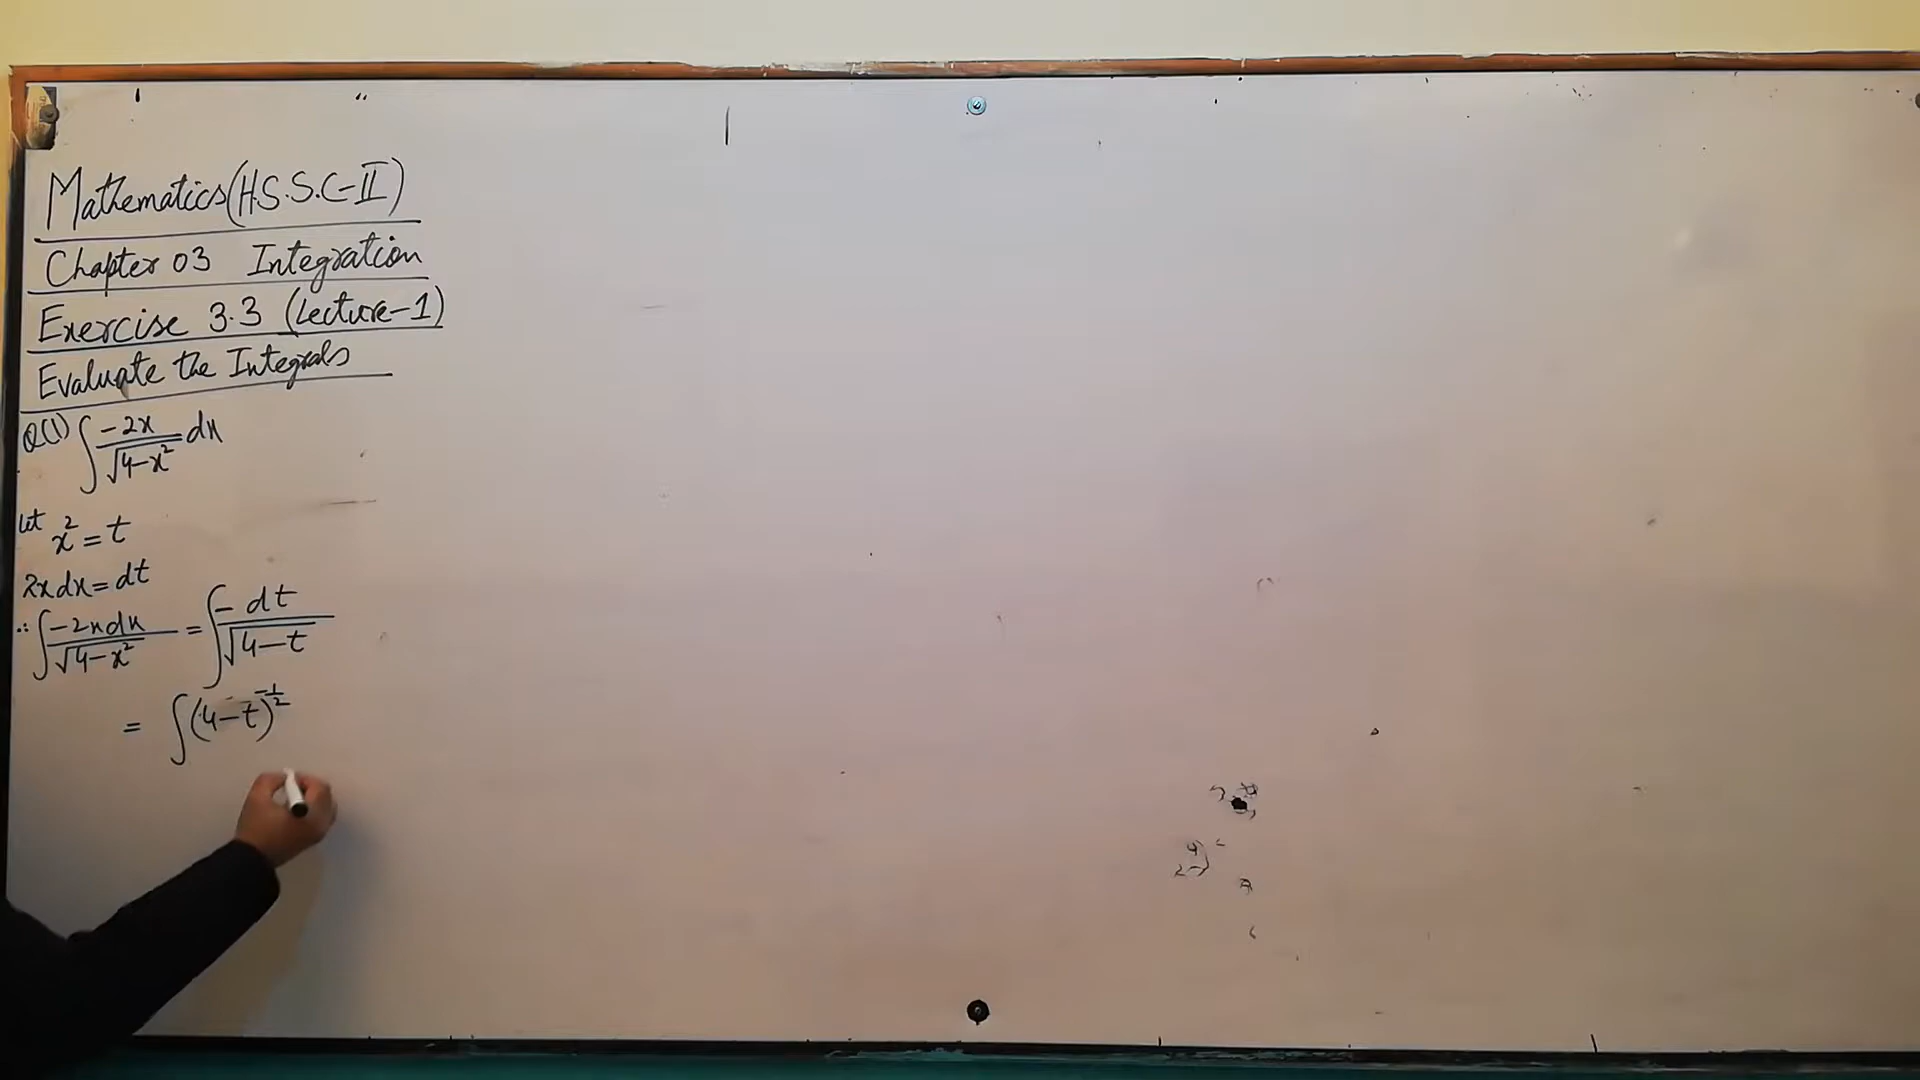 Mathematics(H.S.S.C-II)
Chapter 03 Integration
Exercise 3.3 (Lecture-1)
Evaluate the Integrals
Q(1) ∫ -2x/√(4-x²) dx
let x² = t
2x dx = dt
∴ ∫ -2x dx/√(4-x²) = ∫ - dt/√(4-t)
= ∫ (4-t)^(-1/2)